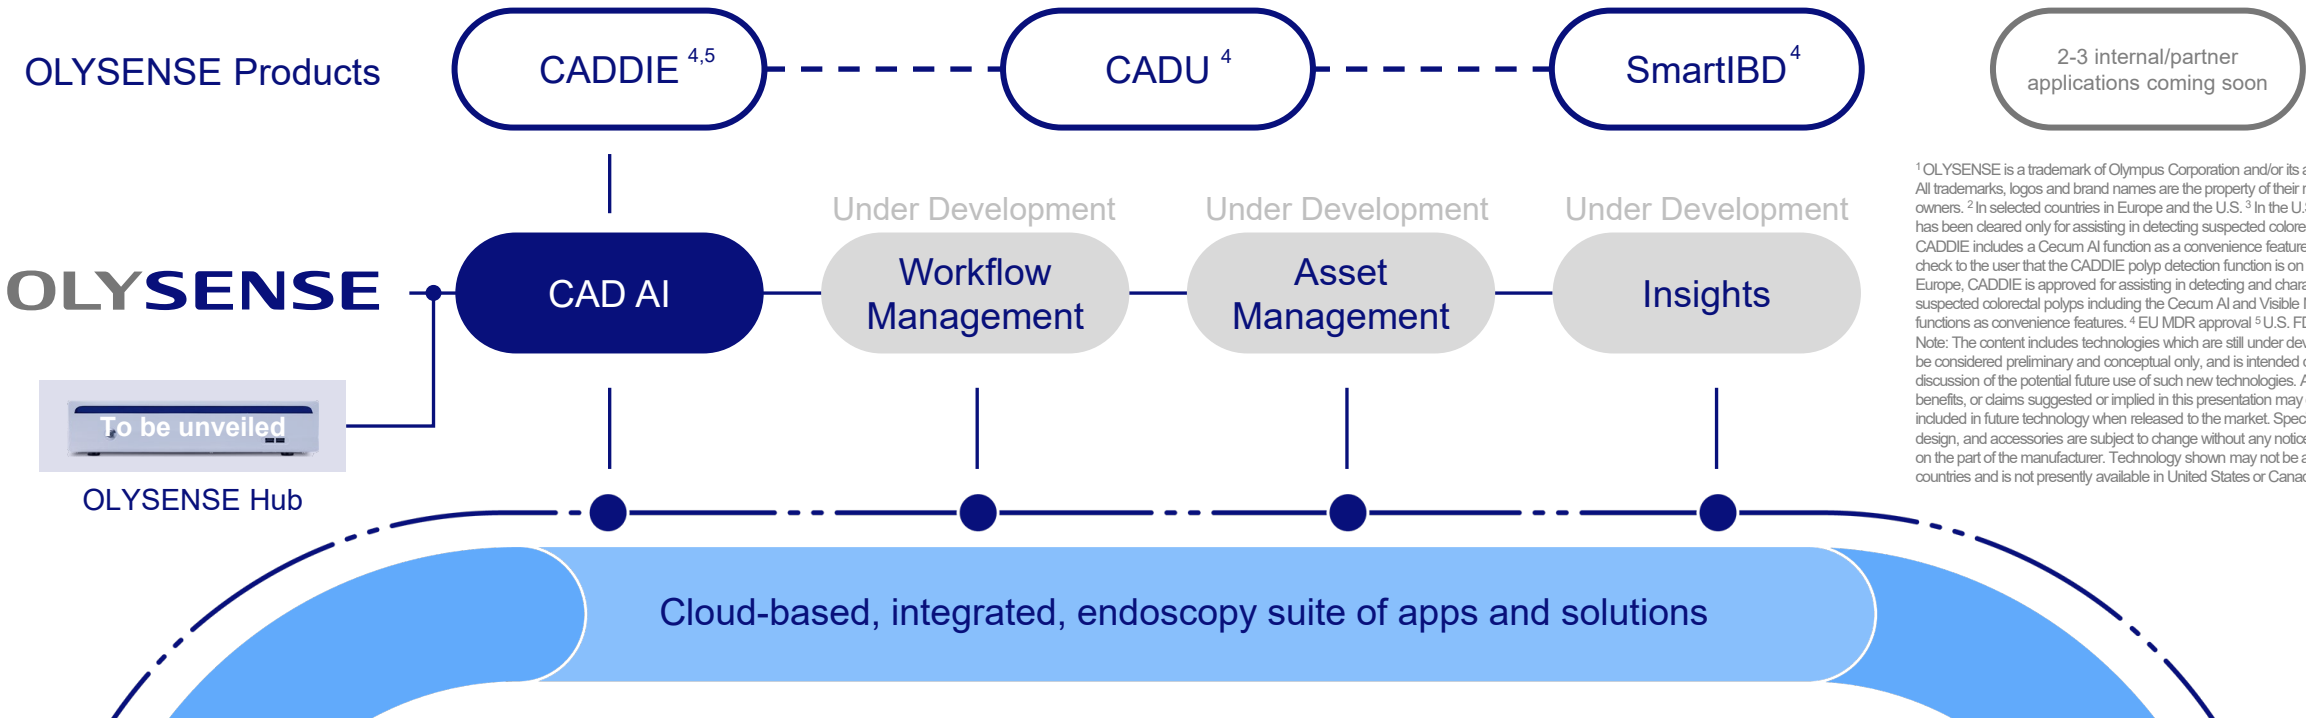 OLYSENSE Products
CADDIE 4,5
CADU 4
SmartIBD 4
2-3 internal/partner
applications coming soon
1 OLYSENSE is a trademark of Olympus Corporation and/or its a
All trademarks, logos and brand names are the property of their
owners. 2 In selected countries in Europe and the U.S. 3 In the U.S
has been cleared only for assisting in detecting suspected colore
CADDIE includes a Cecum AI function as a convenience feature
check to the user that the CADDIE polyp detection function is on
Europe, CADDIE is approved for assisting in detecting and chara
suspected colorectal polyps including the Cecum AI and Visible
functions as convenience features. 4 EU MDR approval 5 U.S. FD
Note: The content includes technologies which are still under dev
be considered preliminary and conceptual only, and is intended
discussion of the potential future use of such new technologies. A
benefits, or claims suggested or implied in this presentation may
included in future technology when released to the market. Spec
design, and accessories are subject to change without any notice
on the part of the manufacturer. Technology shown may not be a
countries and is not presently available in United States or Canad
Under Development
Under Development
Under Development
OLYSENSE
CAD AI
Workflow
Management
Asset
Management
Insights
To be unveiled
OLYSENSE Hub
Cloud-based, integrated, endoscopy suite of apps and solutions